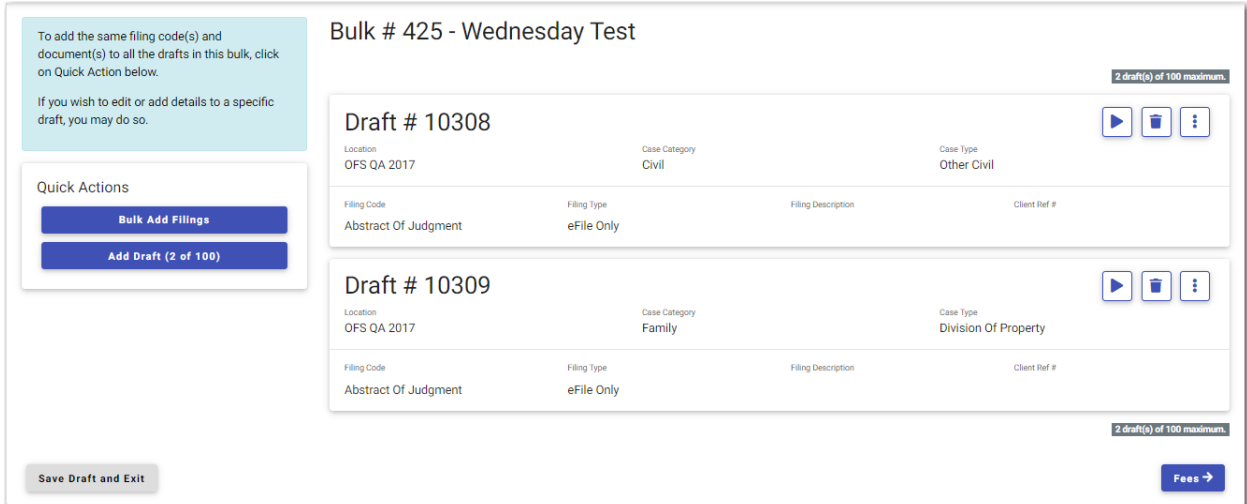 To add the same filing code(s) and
document(s) to all the drafts in this bulk, click
on Quick Action below.
If you wish to edit or add details to a specific
draft, you may do so.
Quick Actions
Bulk Add Filings
Add Draft (2 of 100)
Bulk # 425 - Wednesday Test
2 draft(s) of 100 maximum.
Draft # 10308
Location Case Category Case Type
OFS QA 2017 Civil Other Civil
Filing Code Filing Type Filing Description Client Ref #
Abstract Of Judgment eFile Only
Draft # 10309
Location Case Category Case Type
OFS QA 2017 Family Division Of Property
Filing Code Filing Type Filing Description Client Ref #
Abstract Of Judgment eFile Only
2 draft(s) of 100 maximum.
Save Draft and Exit Fees →